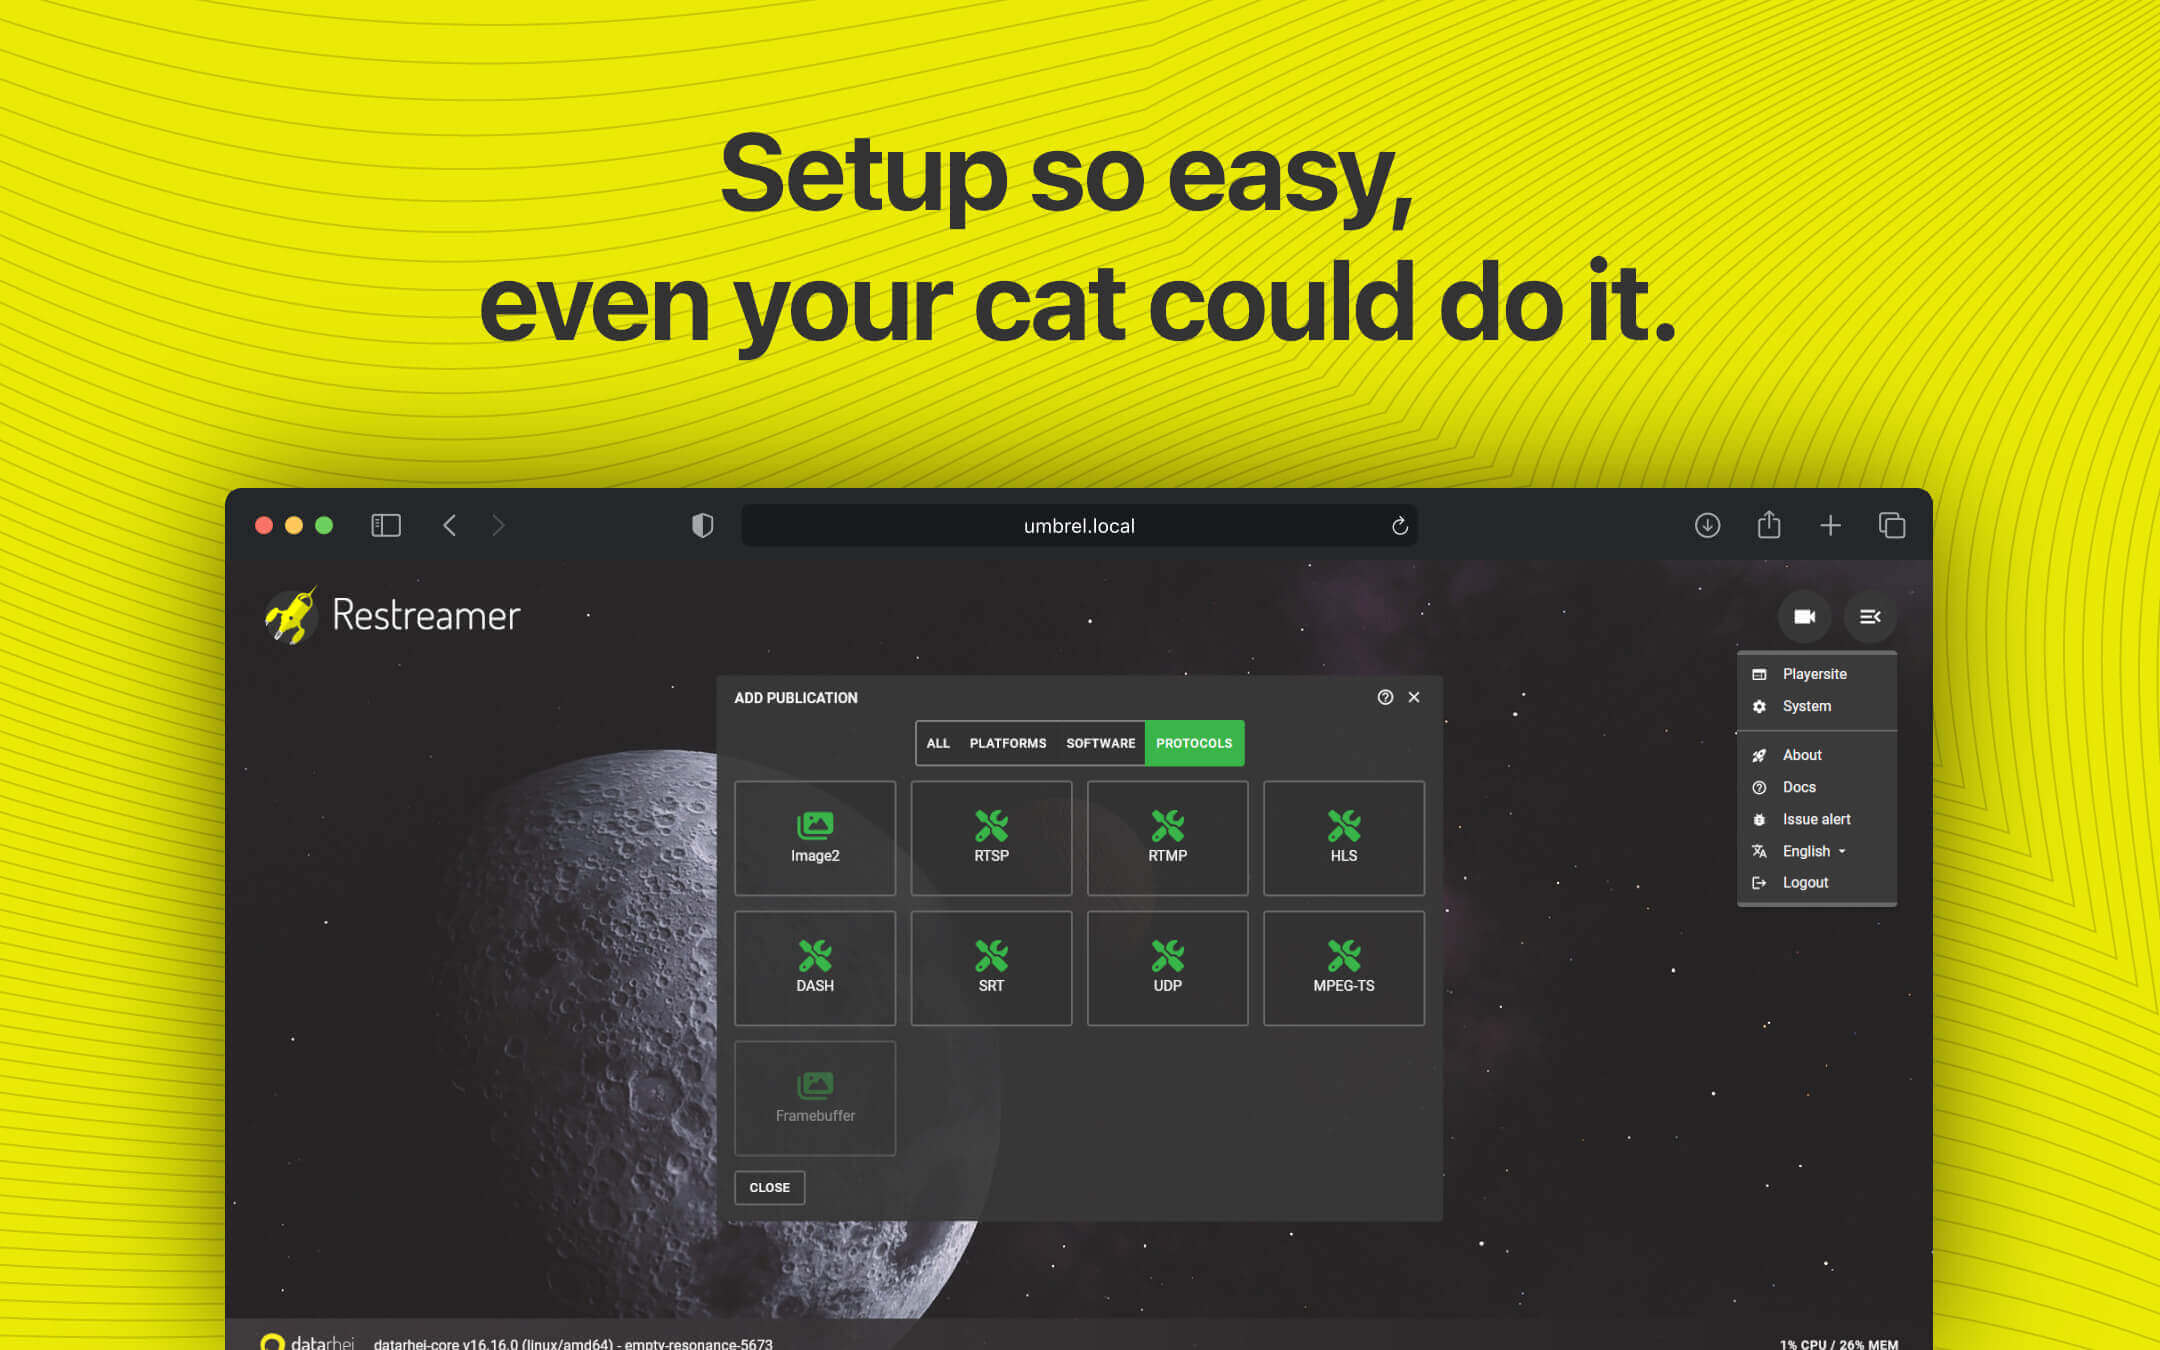 Setup so easy,
even your cat could do it.
umbrel.local
Restreamer
Playersite
System
About
Docs
Issue alert
English
Logout
ADD PUBLICATION
ALL PLATFORMS SOFTWARE PROTOCOLS
Image2 RTSP RTMP HLS
DASH SRT UDP MPEG-TS
Framebuffer
CLOSE
datarhei datarhei-core v16.16.0 (linux/amd64) - empty-resonance-5673 1% CPU / 26% MEM